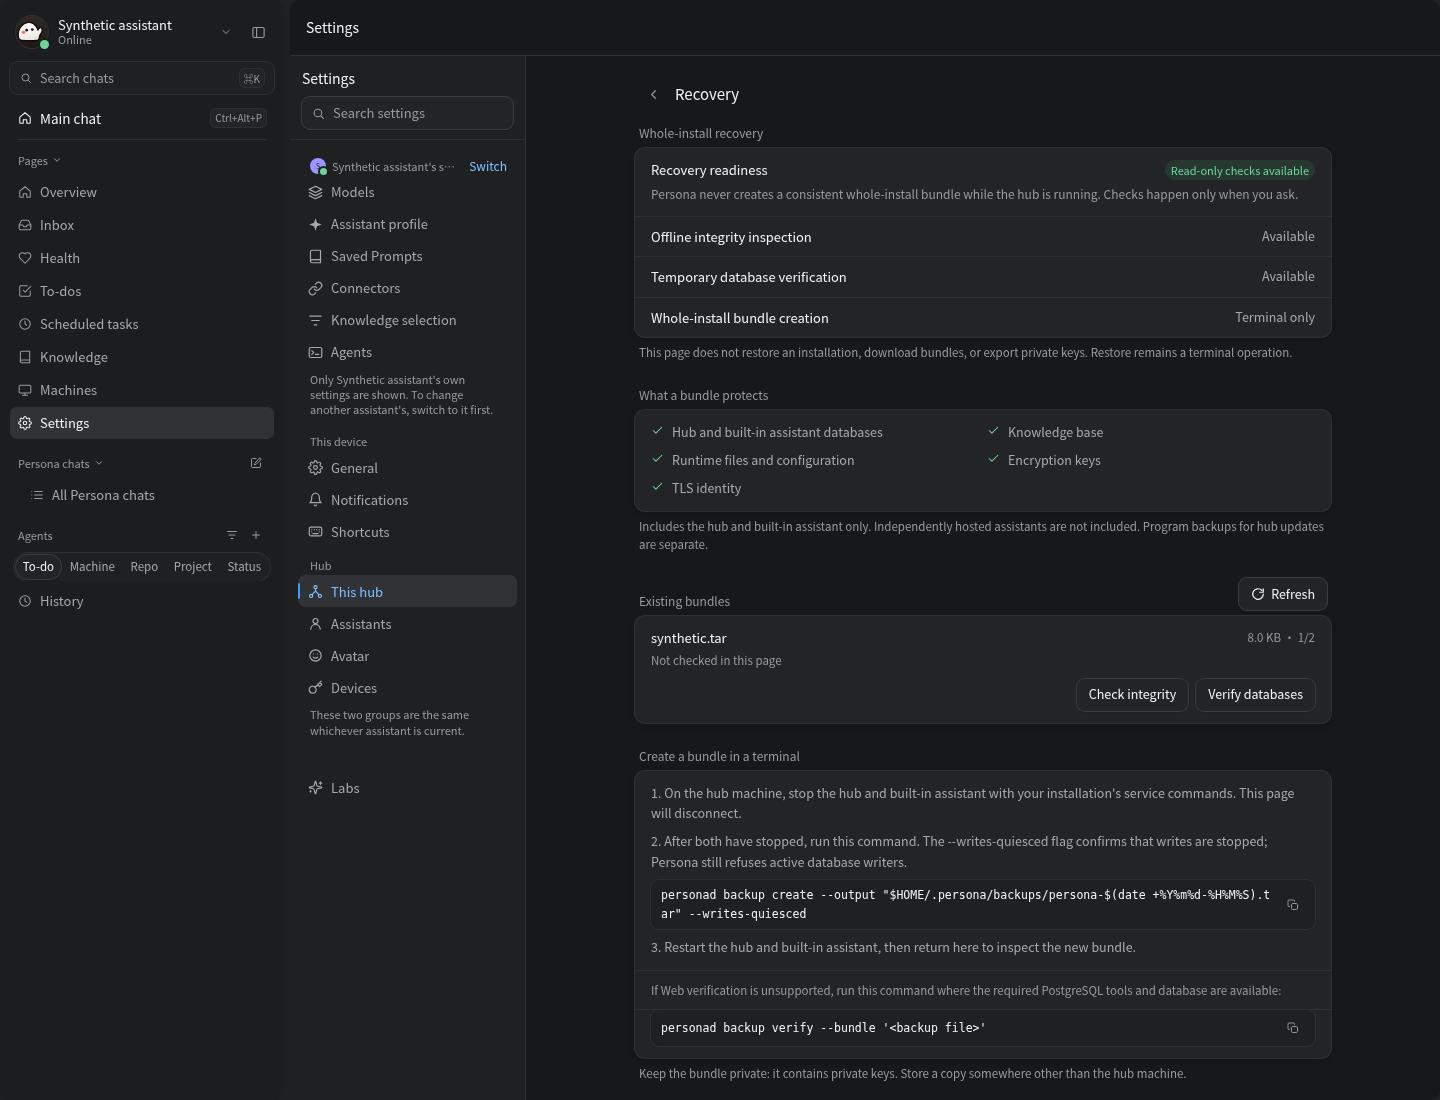 Synthetic assistant
Online
Search chats
⌘K
Main chat
Ctrl+Alt+P
Pages
Overview
Inbox
Health
To-dos
Scheduled tasks
Knowledge
Machines
Settings
Persona chats
All Persona chats
Agents
To-do
Machine
Repo
Project
Status
History
Settings
Settings
Search settings
S
Synthetic assistant's s···
Switch
Models
Assistant profile
Saved Prompts
Connectors
Knowledge selection
Agents
Only Synthetic assistant's own
settings are shown. To change
another assistant's, switch to it first.
This device
General
Notifications
Shortcuts
Hub
This hub
Assistants
Avatar
Devices
These two groups are the same
whichever assistant is current.
Labs
Recovery
Whole-install recovery
Recovery readiness
Read-only checks available
Persona never creates a consistent whole-install bundle while the hub is running. Checks happen only when you ask.
Offline integrity inspection
Available
Temporary database verification
Available
Whole-install bundle creation
Terminal only
This page does not restore an installation, download bundles, or export private keys. Restore remains a terminal operation.
What a bundle protects
Hub and built-in assistant databases
Knowledge base
Runtime files and configuration
Encryption keys
TLS identity
Includes the hub and built-in assistant only. Independently hosted assistants are not included. Program backups for hub updates
are separate.
Existing bundles
Refresh
synthetic.tar
8.0 KB • 1/2
Not checked in this page
Check integrity
Verify databases
Create a bundle in a terminal
1. On the hub machine, stop the hub and built-in assistant with your installation's service commands. This page
will disconnect.
2. After both have stopped, run this command. The --writes-quiesced flag confirms that writes are stopped;
Persona still refuses active database writers.
personad backup create --output "$HOME/.persona/backups/persona-$(date +%Y%m%d-%H%M%S).t
ar" --writes-quiesced
3. Restart the hub and built-in assistant, then return here to inspect the new bundle.
If Web verification is unsupported, run this command where the required PostgreSQL tools and database are available:
personad backup verify --bundle '<backup file>'
Keep the bundle private: it contains private keys. Store a copy somewhere other than the hub machine.